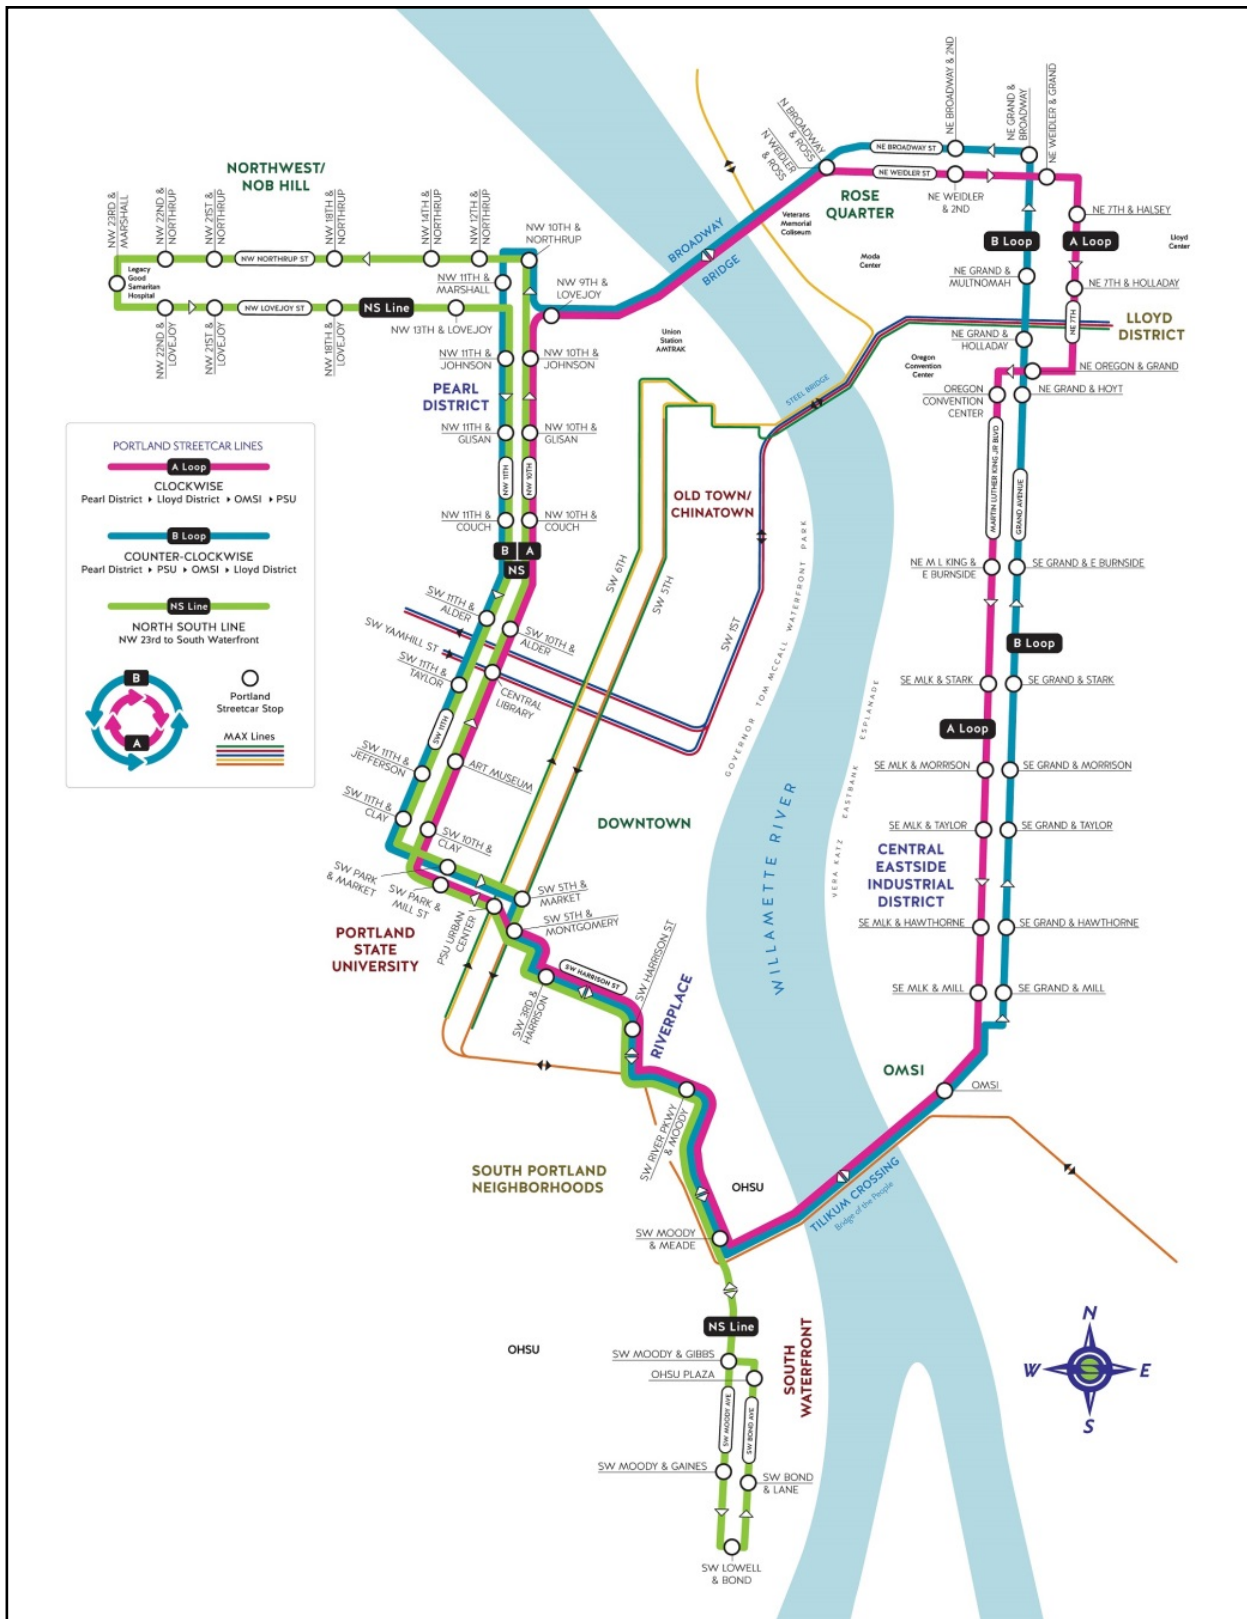 NORTHWEST/
NOB HILL
NW 23RD &
MARSHALL
NW 22ND &
NORTHRUP
NW 21ST &
NORTHRUP
NW 18TH &
NORTHRUP
NW 14TH &
NORTHRUP
NW 12TH &
NORTHRUP
NW 10TH &
NORTHRUP
NW NORTHRUP ST
Legacy
Good
Samaritan
Hospital
NW LOVEJOY ST
NS Line
NW 22ND &
LOVEJOY
NW 21ST &
LOVEJOY
NW 18TH &
LOVEJOY
NW 13TH & LOVEJOY
NW 11TH &
MARSHALL
NW 9TH &
LOVEJOY
BROADWAY
BRIDGE
N BROADWAY
& ROSS
N WEIDLER
& ROSS
NE BROADWAY & 2ND
NE GRAND &
BROADWAY
NE WEIDLER & GRAND
NE BROADWAY ST
NE WEIDLER ST
NE WEIDLER
& 2ND
ROSE
QUARTER
Veterans
Memorial
Coliseum
Moda
Center
NE 7TH & HALSEY
B Loop
A Loop
Lloyd
Center
NE GRAND &
MULTNOMAH
NE 7TH & HOLLADAY
NE 7TH
LLOYD
DISTRICT
NE GRAND &
HOLLADAY
NE OREGON & GRAND
Oregon
Convention
Center
OREGON
CONVENTION
CENTER
NE GRAND & HOYT
Union
Station
AMTRAK
STEEL BRIDGE
NW 11TH &
JOHNSON
NW 10TH &
JOHNSON
PEARL
DISTRICT
NW 11TH &
GLISAN
NW 10TH &
GLISAN
NW 11TH
NW 10TH
NW 11TH &
COUCH
NW 10TH &
COUCH
B
A
NS
OLD TOWN/
CHINATOWN
MARTIN LUTHER KING JR BLVD
GRAND AVENUE
PORTLAND STREETCAR LINES
A Loop
CLOCKWISE
Pearl District ▸ Lloyd District ▸ OMSI ▸ PSU
B Loop
COUNTER-CLOCKWISE
Pearl District ▸ PSU ▸ OMSI ▸ Lloyd District
NS Line
NORTH SOUTH LINE
NW 23rd to South Waterfront
B
A
Portland
Streetcar Stop
MAX Lines
SW 6TH
SW 5TH
SW 1ST
GOVERNOR TOM MCCALL WATERFRONT PARK
VERA KATZ EASTBANK ESPLANADE
WILLAMETTE RIVER
NE M L KING &
E BURNSIDE
SE GRAND & E BURNSIDE
SW 11TH &
ALDER
SW 10TH &
ALDER
SW YAMHILL ST
SW 11TH &
TAYLOR
CENTRAL
LIBRARY
SW 11TH
B Loop
SE MLK & STARK
SE GRAND & STARK
A Loop
SW 11TH &
JEFFERSON
ART MUSEUM
SE MLK & MORRISON
SE GRAND & MORRISON
SW 11TH &
CLAY
SW 10TH &
CLAY
DOWNTOWN
SE MLK & TAYLOR
SE GRAND & TAYLOR
CENTRAL
EASTSIDE
INDUSTRIAL
DISTRICT
SW PARK
& MARKET
SW PARK &
MILL ST
SW 5TH &
MARKET
SW 5TH &
MONTGOMERY
PSU URBAN
CENTER
PORTLAND
STATE
UNIVERSITY
SE MLK & HAWTHORNE
SE GRAND & HAWTHORNE
SW HARRISON ST
SW HARRISON ST
SW 3RD &
HARRISON
RIVERPLACE
SE MLK & MILL
SE GRAND & MILL
OMSI
OMSI
SW RIVER PKWY
& MOODY
SOUTH PORTLAND
NEIGHBORHOODS
OHSU
TILIKUM CROSSING
Bridge of the People
SW MOODY
& MEADE
NS Line
OHSU
SW MOODY & GIBBS
OHSU PLAZA
SOUTH
WATERFRONT
SW MOODY AVE
SW BOND AVE
SW MOODY & GAINES
SW BOND
& LANE
SW LOWELL
& BOND
N
W
E
S